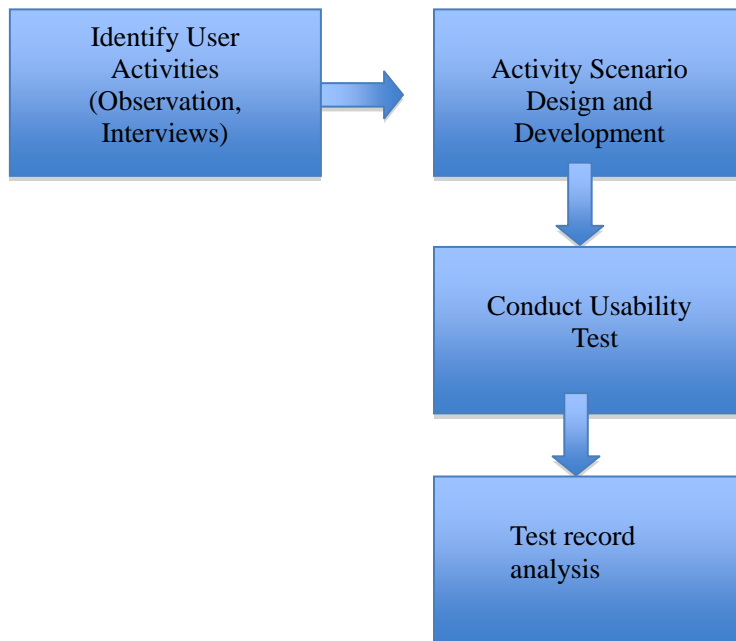 Identify User
Activities
(Observation,
Interviews)
Activity Scenario
Design and
Development
Conduct Usability
Test
Test record
analysis